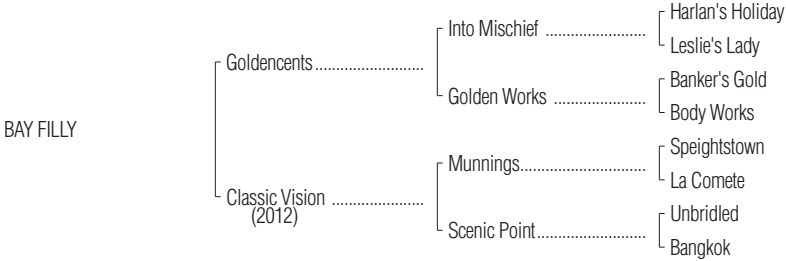 Harlan's Holiday
Into Mischief ........................
Leslie's Lady
Goldencents..........................
Banker's Gold
Golden Works ......................
Body Works
BAY FILLY
Speightstown
Munnings..............................
La Comete
Classic Vision ......................
(2012)
Unbridled
Scenic Point..........................
Bangkok